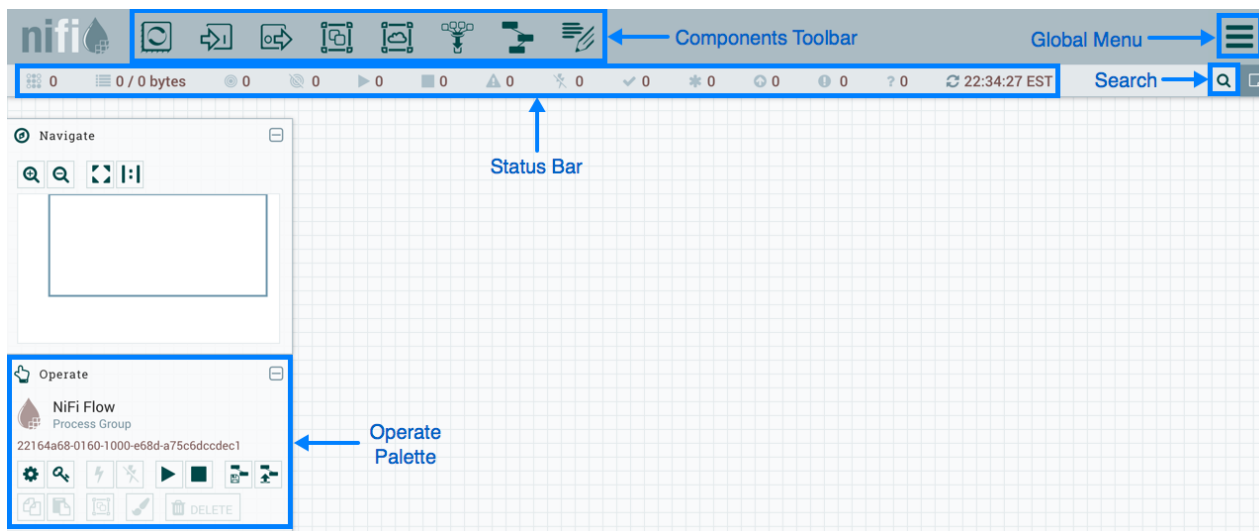 nifi
Components Toolbar
Global Menu
0
0 / 0 bytes
0
0
0
0
0
0
0
0
0
0
? 0
22:34:27 EST
Search
Navigate
Status Bar
Operate
NiFi Flow
Process Group
22164a68-0160-1000-e68d-a75c6dccdec1
Operate
Palette
DELETE